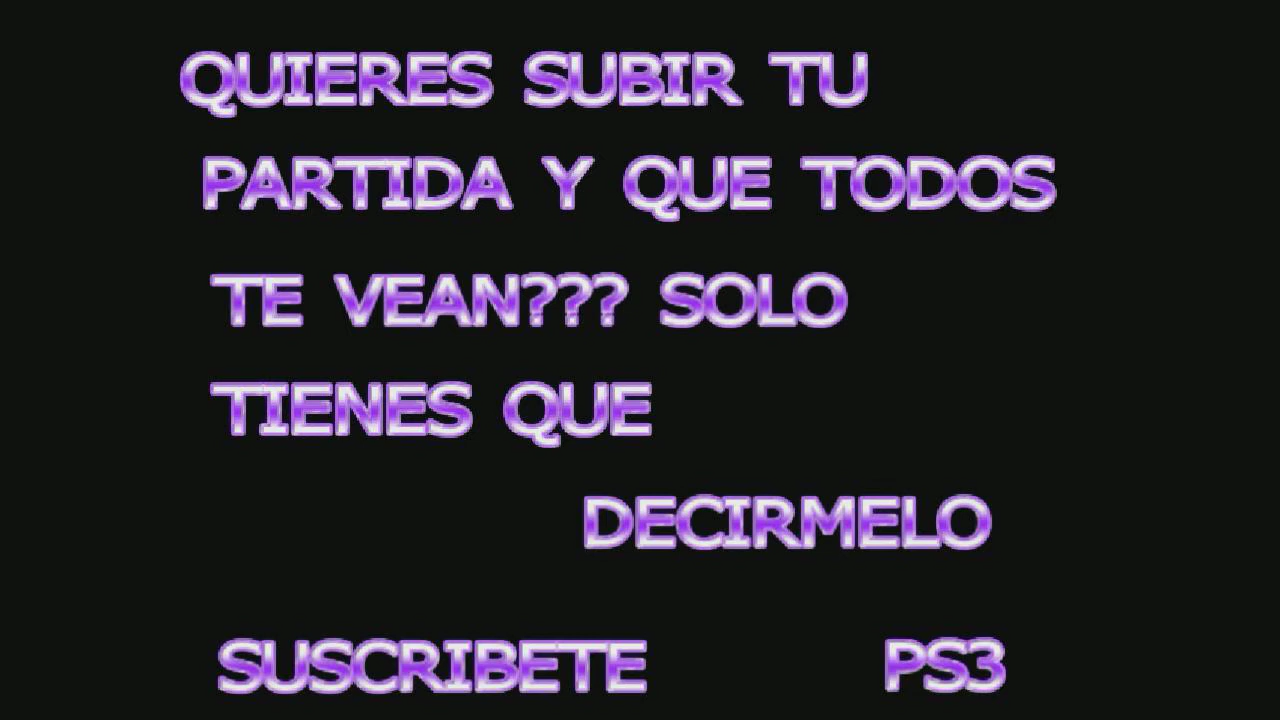 QUIERES SUBIR TU
PARTIDA Y QUE TODOS
TE VEAN??? SOLO
TIENES QUE
DECIRMELO
SUSCRIBETE PS3